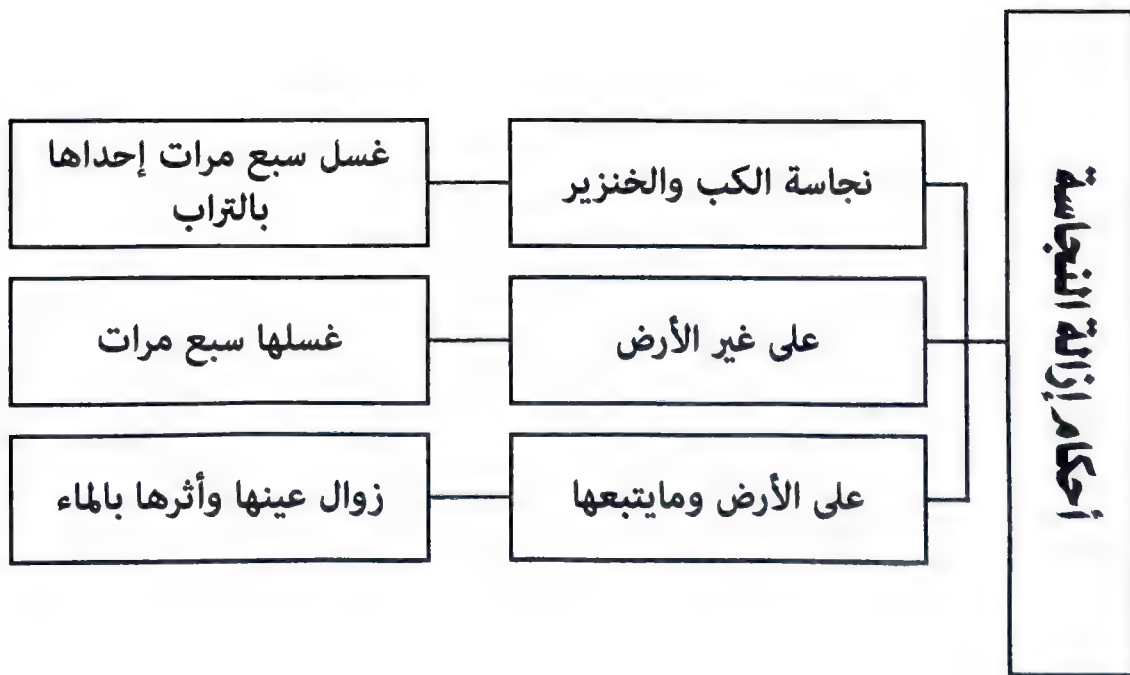 أحكام إزالة النجاسة
نجاسة الكب والخنزير
غسل سبع مرات إحداها
بالتراب
على غير الأرض
غسلها سبع مرات
على الأرض ومايتبعها
زوال عينها وأثرها بالماء